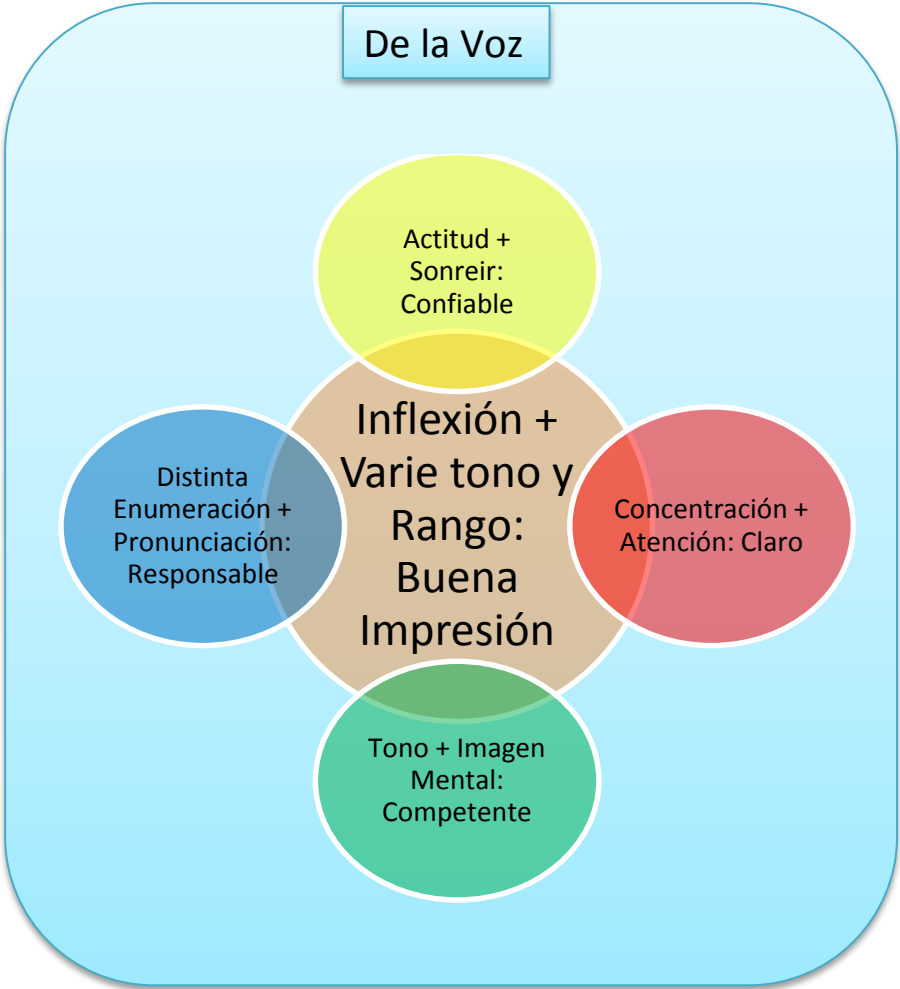 De la Voz
Actitud +
Sonreir:
Confiable
Inflexión +
Varie tono y
Rango:
Buena
Impresión
Distinta
Enumeración +
Pronunciación:
Responsable
Concentración +
Atención: Claro
Tono + Imagen
Mental:
Competente